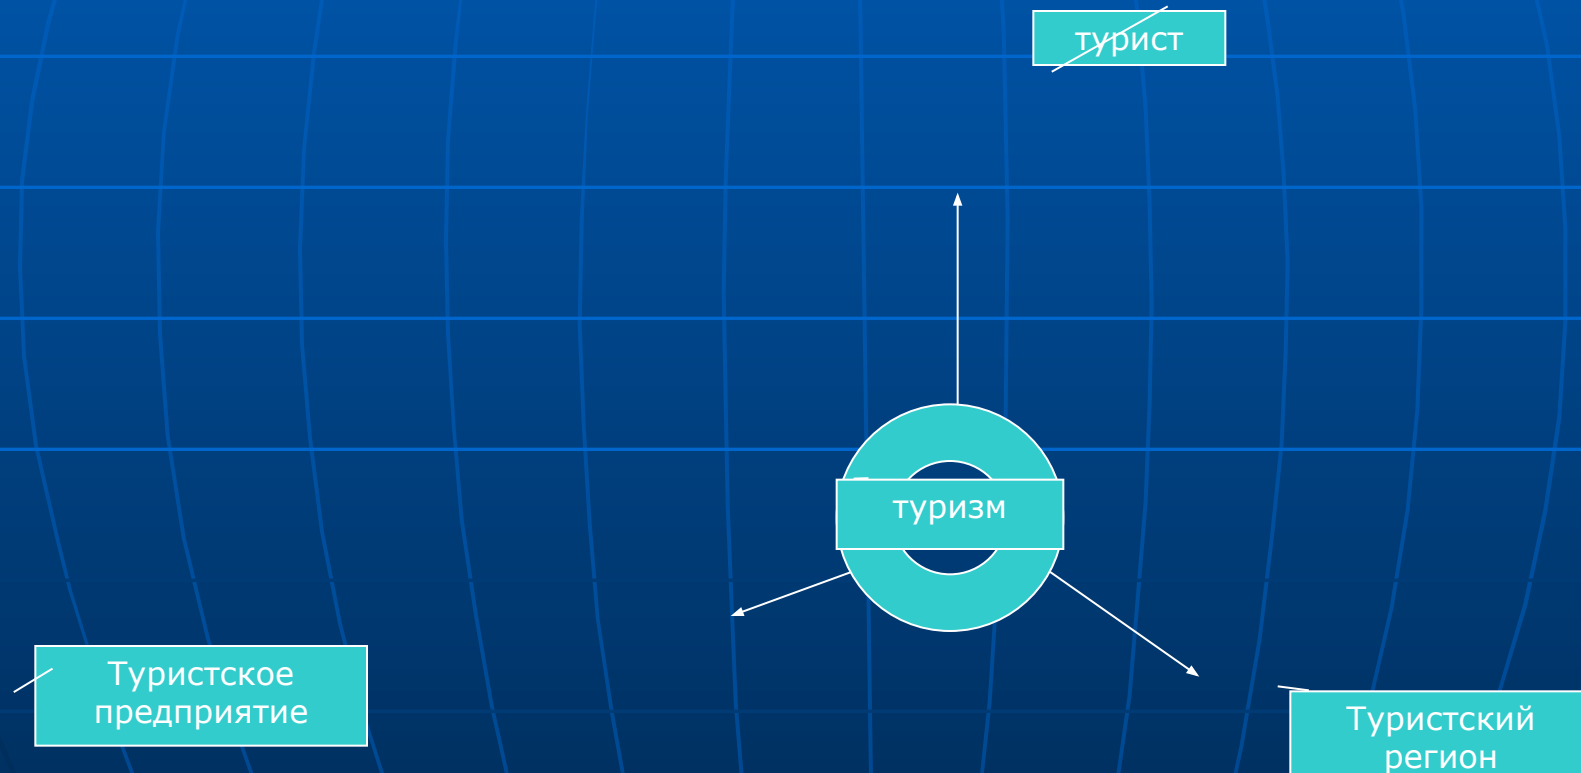 турист
туризм
Туристское
предприятие
Туристский
регион